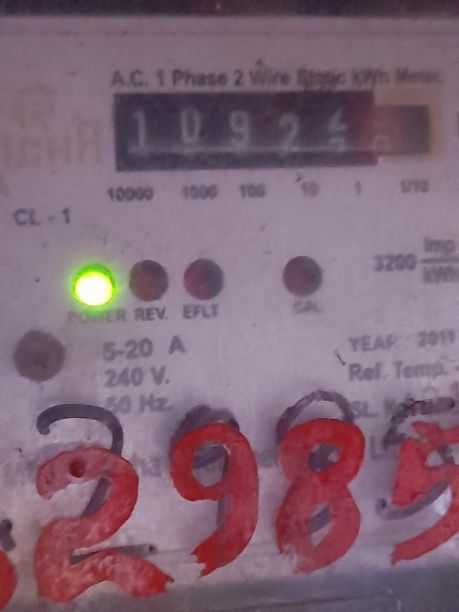 A.C. 1 Phase 2 Wire Static kWh Meter
1 0 9 2 2
10000 1000 100 10 1 1/10
CL - 1
3200 Imp
kWh
POWER REV. EFLT CAL
5-20 A
240 V.
50 Hz.
YEAR 2011
Ref. Temp.
2985